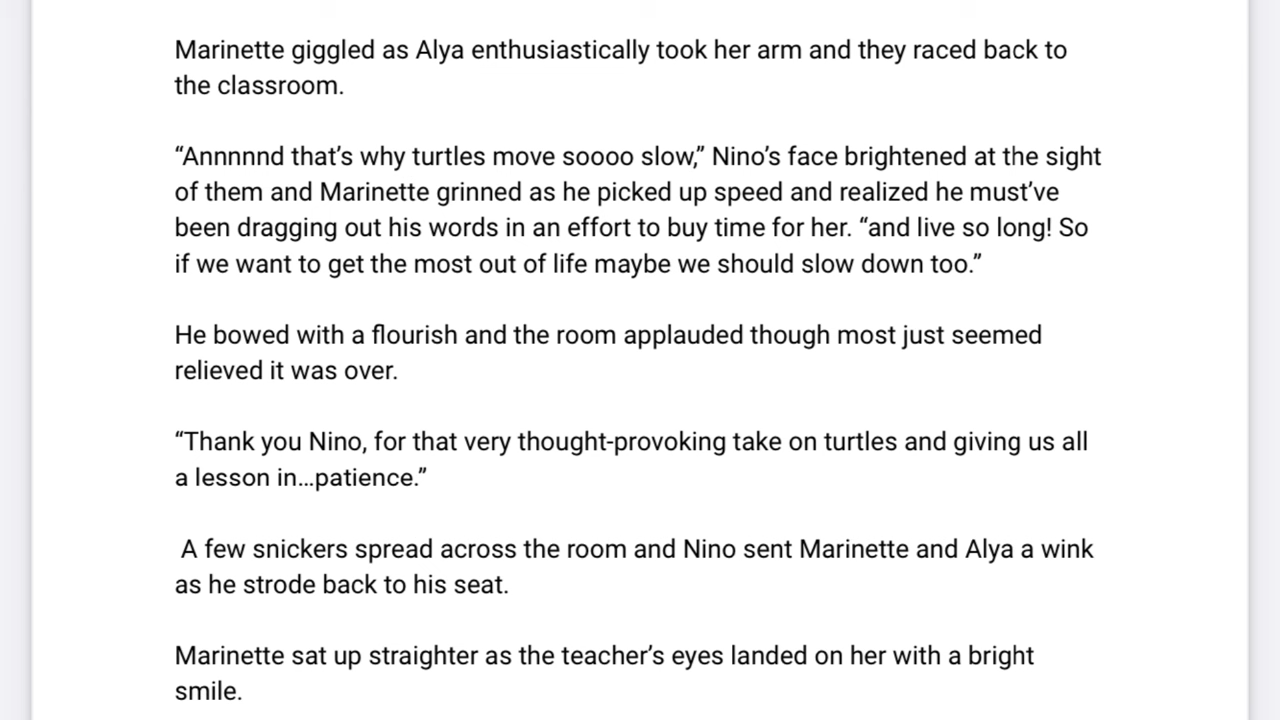 Marinette giggled as Alya enthusiastically took her arm and they raced back to
the classroom.
“Annnnnd that’s why turtles move soooo slow,” Nino’s face brightened at the sight
of them and Marinette grinned as he picked up speed and realized he must’ve
been dragging out his words in an effort to buy time for her. “and live so long! So
if we want to get the most out of life maybe we should slow down too.”
He bowed with a flourish and the room applauded though most just seemed
relieved it was over.
“Thank you Nino, for that very thought-provoking take on turtles and giving us all
a lesson in…patience.”
A few snickers spread across the room and Nino sent Marinette and Alya a wink
as he strode back to his seat.
Marinette sat up straighter as the teacher’s eyes landed on her with a bright
smile.